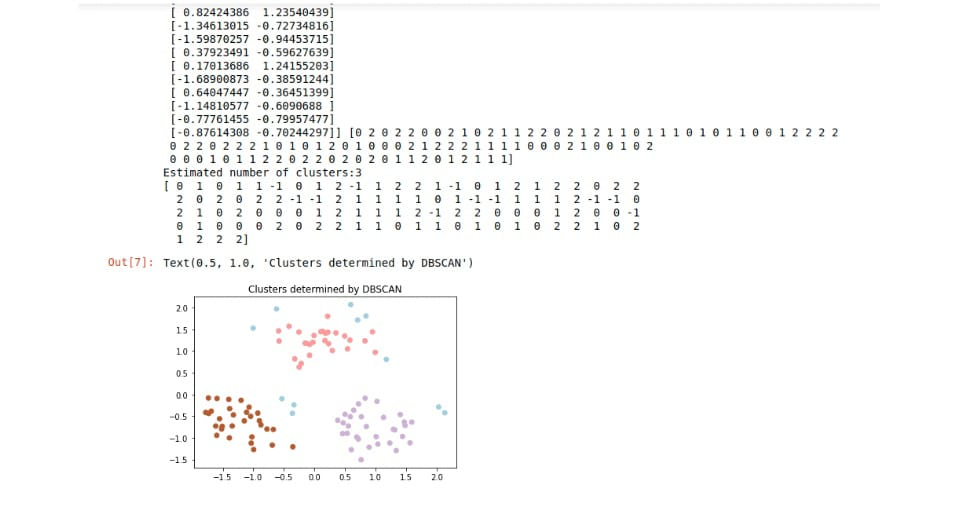 [ 0.82424386  1.23540439]
[-1.34613015 -0.72734816]
[-1.59870257 -0.94453715]
[ 0.37923491 -0.59627639]
[ 0.17013686  1.24155203]
[-1.68900873 -0.38591244]
[ 0.64047447 -0.36451399]
[-1.14810577 -0.6090688 ]
[-0.77761455 -0.79957477]
[-0.87614308 -0.70244297]] [0 2 0 2 2 0 0 2 1 0 2 1 1 2 2 0 2 1 2 1 1 0 1 1 1 0 1 0 1 1 0 0 1 2 2 2 2
0 2 2 0 2 2 2 1 0 1 0 1 2 0 1 0 0 0 2 1 2 2 2 1 1 1 1 0 0 0 2 1 0 0 1 0 2
0 0 0 1 0 1 1 2 2 0 2 2 0 2 0 2 0 1 1 2 0 1 2 1 1 1]
Estimated number of clusters:3
[ 0 1 0 1 1 -1 0 1 2 -1 1 2 2 1 -1 0 1 2 1 2 2 0 2 2
2 0 2 0 2 2 -1 -1 2 1 1 1 1 0 1 -1 -1 1 1 1 2 -1 -1 0
2 1 0 2 0 0 0 1 2 1 1 1 2 -1 2 2 0 0 0 1 2 0 0 -1
0 1 0 0 0 2 0 2 2 1 1 0 1 1 0 1 0 1 0 2 2 1 0 2
1 2 2 2]
Out[7]: Text(0.5, 1.0, 'Clusters determined by DBSCAN')
Clusters determined by DBSCAN
2.0
1.5
1.0
0.5
0.0
−0.5
−1.0
−1.5
−1.5 −1.0 −0.5 0.0 0.5 1.0 1.5 2.0